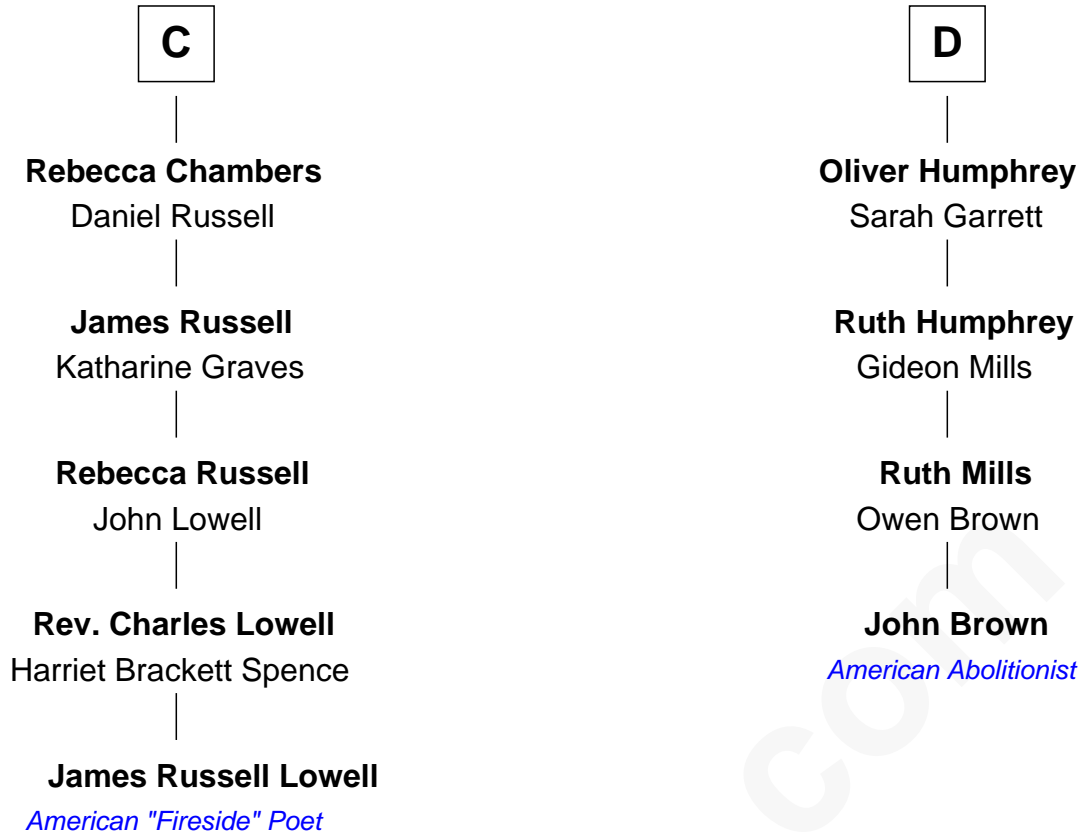 C
Rebecca Chambers
Daniel Russell
James Russell
Katharine Graves
Rebecca Russell
John Lowell
Rev. Charles Lowell
Harriet Brackett Spence
James Russell Lowell
American "Fireside" Poet
D
Oliver Humphrey
Sarah Garrett
Ruth Humphrey
Gideon Mills
Ruth Mills
Owen Brown
John Brown
American Abolitionist
com